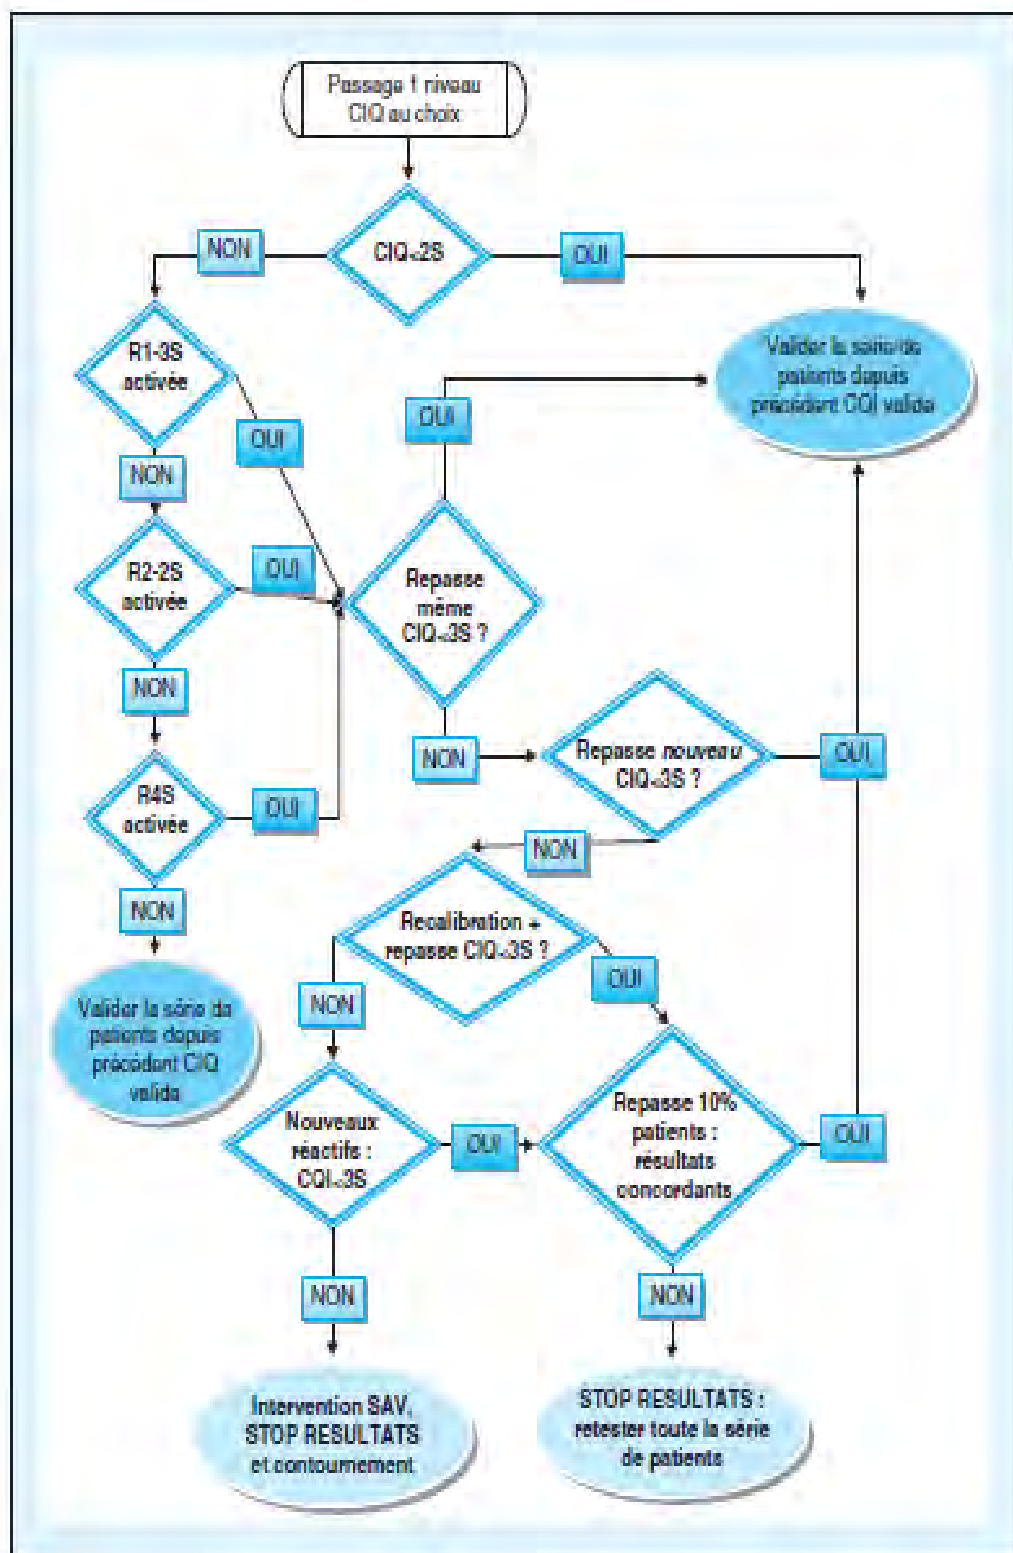 Passage 1 niveau
CIQ au choix
CIQ<2S
NON
OUI
R1-3S
activée
Valider la série de
patients depuis
précédent CQI valide
OUI
OUI
NON
R2-2S
activée
OUI
Repasse
même
CIQ<3S ?
NON
NON
Repasse nouveau
CIQ<3S ?
OUI
R4S
activée
OUI
NON
NON
Recalibration +
repasse CIQ<3S ?
OUI
NON
Valider la série de
patients depuis
précédent CIQ
valide
Nouveaux
réactifs :
CQI<3S
OUI
Repasse 10%
patients :
résultats
concordants
OUI
NON
NON
Intervention SAV,
STOP RESULTATS
et contournement
STOP RESULTATS :
retester toute la série
de patients